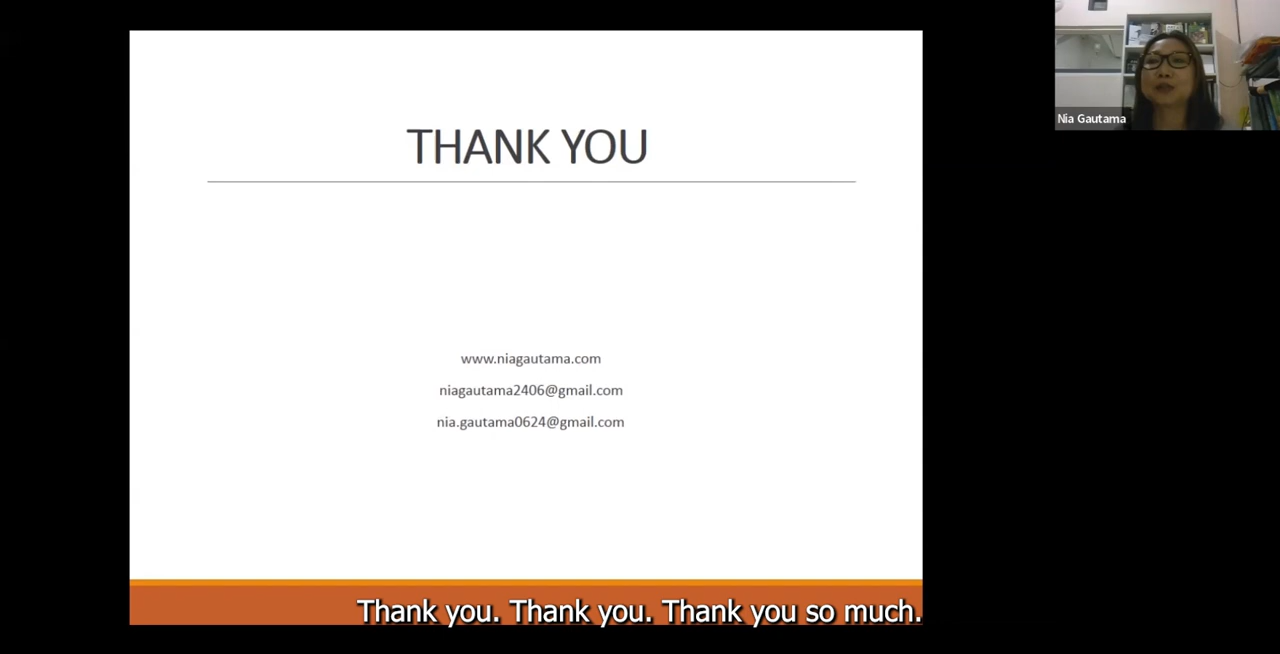 THANK YOU
Nia Gautama
www.niagautama.com
niagautama2406@gmail.com
nia.gautama0624@gmail.com
Thank you. Thank you. Thank you so much.